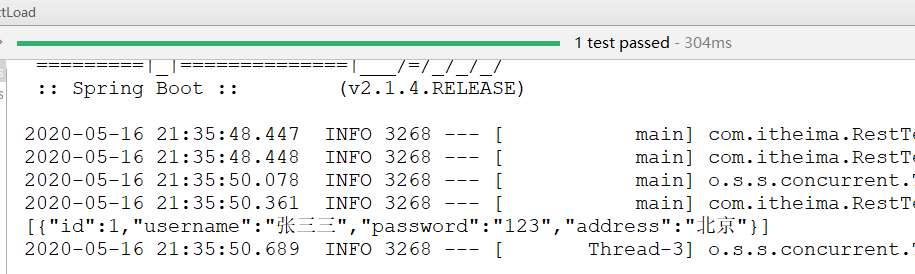 ctLoad
1 test passed - 304ms
=========|_|==============|___/=/_/_/_/
:: Spring Boot ::        (v2.1.4.RELEASE)
2020-05-16 21:35:48.447  INFO 3268 --- [           main] com.itheima.RestTe
2020-05-16 21:35:48.448  INFO 3268 --- [           main] com.itheima.RestTe
2020-05-16 21:35:50.078  INFO 3268 --- [           main] o.s.s.concurrent.T
2020-05-16 21:35:50.361  INFO 3268 --- [           main] com.itheima.RestTe
[{"id":1,"username":"张三三","password":"123","address":"北京"}]
2020-05-16 21:35:50.689  INFO 3268 --- [       Thread-3] o.s.s.concurrent.T